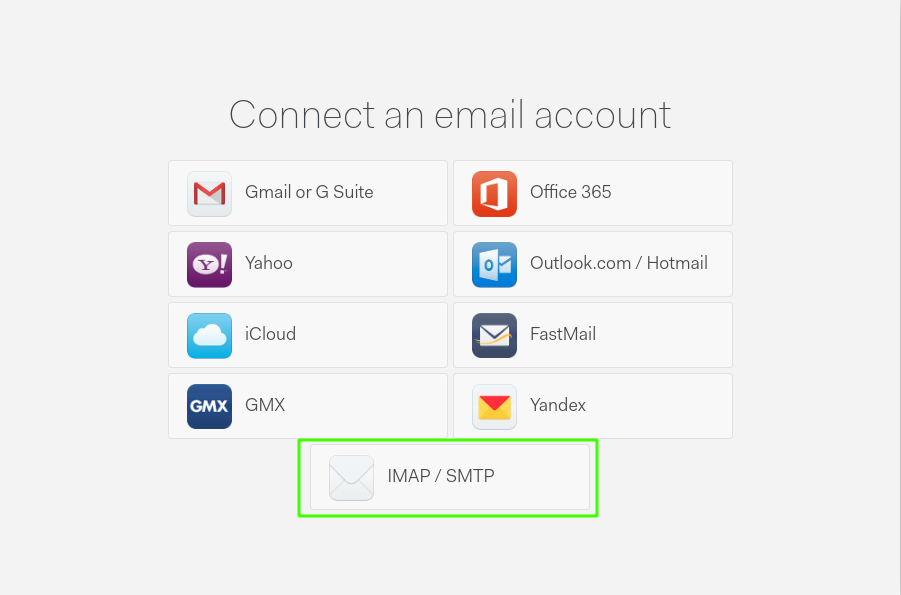 Connect an email account
Gmail or G Suite
Office 365
Y!
Yahoo
O
Outlook.com / Hotmail
iCloud
FastMail
GMX
GMX
Yandex
IMAP / SMTP